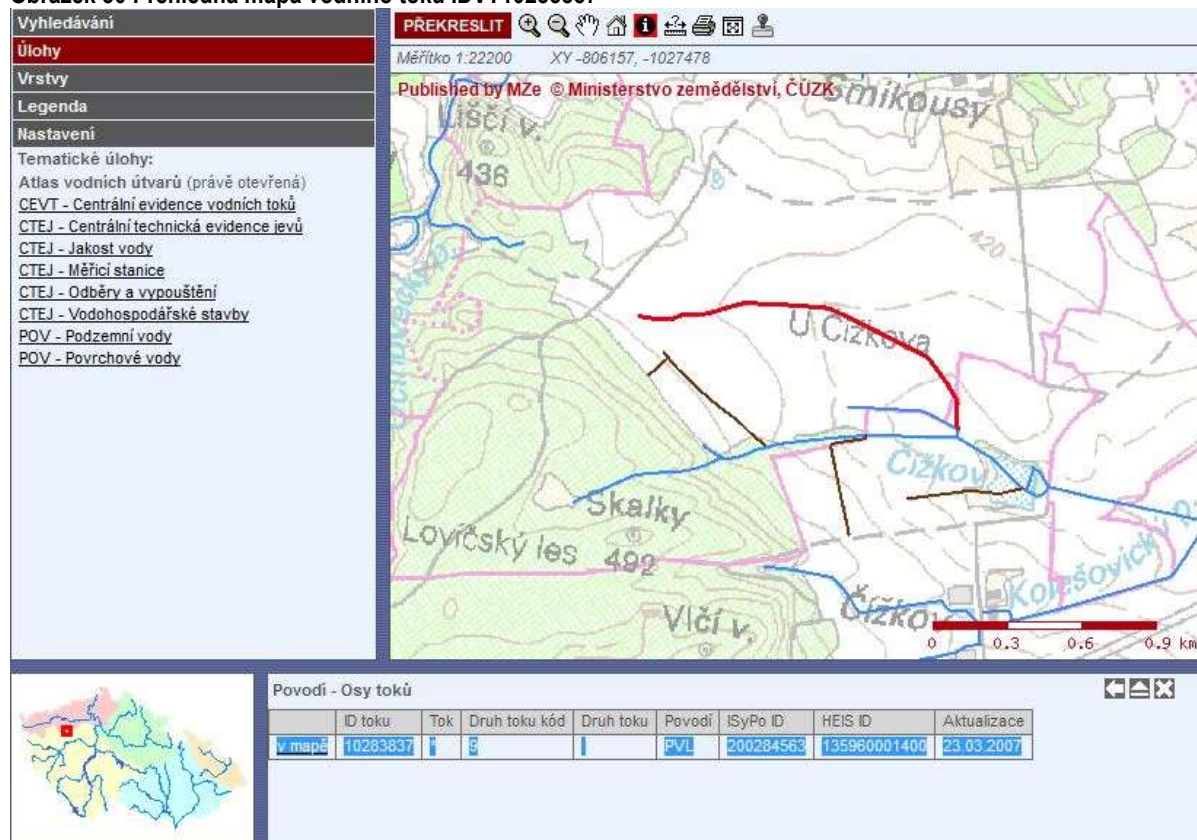 Vyhledávání
Úlohy
Vrstvy
Legenda
Nastavení
Tematické úlohy:
Atlas vodních útvarů (právě otevřená)
CEVT - Centrální evidence vodních toků
CTEJ - Centrální technická evidence jevů
CTEJ - Jakost vody
CTEJ - Měřicí stanice
CTEJ - Odběry a vypouštění
CTEJ - Vodohospodářské stavby
POV - Podzemní vody
POV - Povrchové vody
PŘEKRESLIT
Měřítko 1:22200 XY -806157, -1027478
Published by MZe © Ministerstvo zemědělství, ČÚZK
Smikousy
Liščí v.
436
420
U Čížkova
Čížkov
Skalky
Lovíčský les 492
Kolešovický p.
Vlčí v.
Čížkov
0 0.3 0.6 0.9 km
Povodí - Osy toků
ID toku Tok Druh toku kód Druh toku Povodí ISyPo ID HEIS ID Aktualizace
v mapě 10283837 * 9 PVL 200284563 135960001400 23.03.2007